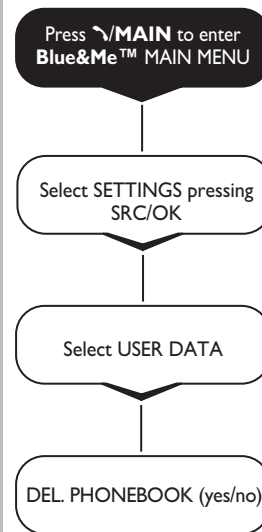 Press /MAIN to enter
Blue&Me™ MAIN MENU
Select SETTINGS pressing
SRC/OK
Select USER DATA
DEL. PHONEBOOK (yes/no)